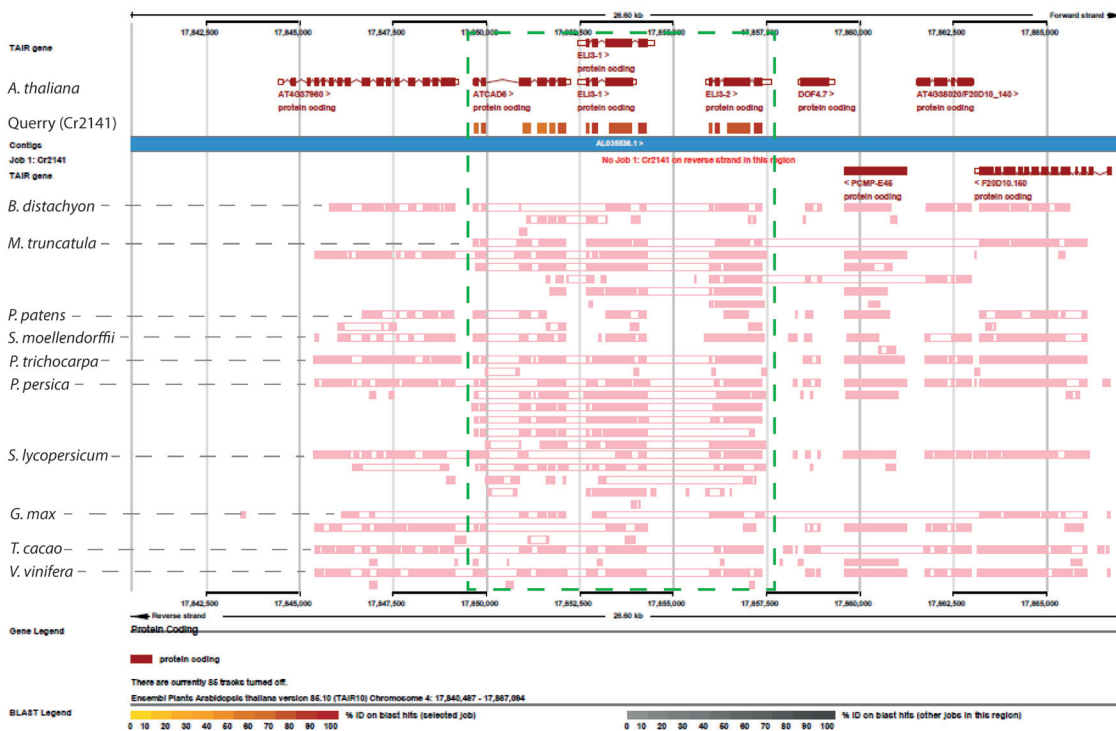 26.60 kb Forward strand
17,842,500 17,845,000 17,847,500 17,850,000 17,852,500 17,855,000 17,857,500 17,860,000 17,862,500 17,865,000
TAIR gene
ELI3-1 >
protein coding
A. thaliana
AT4G37960 > ATCAD6 > ELI3-1 > ELI3-2 > DOF4.7 > AT4G38020/F20D10_140 >
protein coding protein coding protein coding protein coding protein coding protein coding
Querry (Cr2141)
Contigs AL035538.1 >
Job 1: Cr2141 No Job 1: Cr2141 on reverse strand in this region
TAIR gene
< PCMP-E45 < F20D10.150
protein coding protein coding
B. distachyon
M. truncatula
P. patens
S. moellendorffii
P. trichocarpa
P. persica
S. lycopersicum
G. max
T. cacao
V. vinifera
17,842,500 17,845,000 17,847,500 17,850,000 17,852,500 17,855,000 17,857,500 17,860,000 17,862,500 17,865,000
Reverse strand 26.60 kb
Gene Legend Protein Coding
protein coding
There are currently 85 tracks turned off.
Ensembl Plants Arabidopsis thaliana version 85.10 (TAIR10) Chromosome 4: 17,840,497 - 17,867,094
BLAST Legend % ID on blast hits (selected job) % ID on blast hits (other jobs in this region)
0 10 20 30 40 50 60 70 80 90 100 0 10 20 30 40 50 60 70 80 90 100